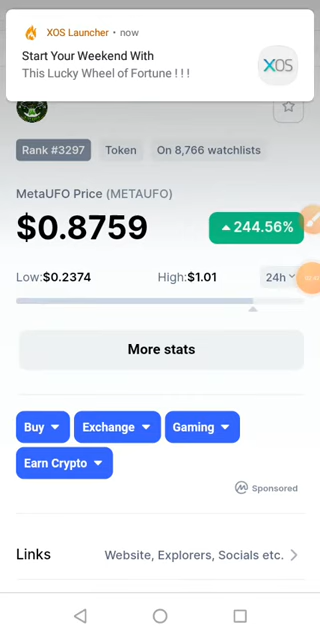 XOS Launcher • now
Start Your Weekend With
This Lucky Wheel of Fortune ! ! !
XOS
Rank #3297 Token On 8,766 watchlists
MetaUFO Price (METAUFO)
$0.8759 244.56%
Low:$0.2374 High:$1.01 24h
More stats
Buy Exchange Gaming
Earn Crypto
Sponsored
Links Website, Explorers, Socials etc.